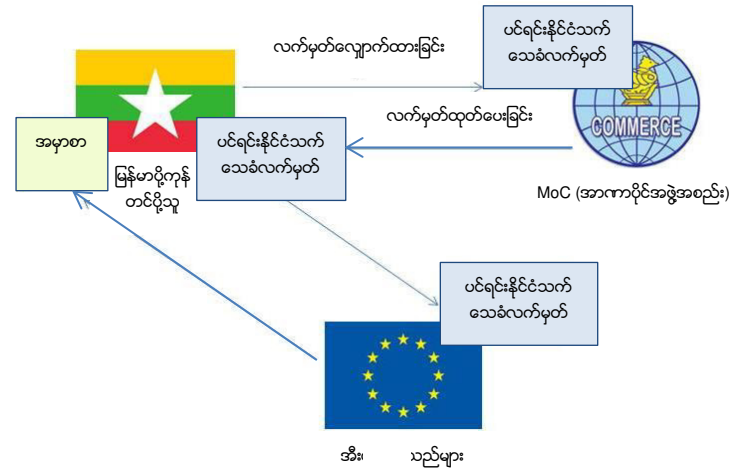 လက်မှတ်လျှောက်ထားခြင်း
ပင်ရင်းနိုင်ငံသက်
သေခံလက်မှတ်
COMMERCE
လက်မှတ်ထုတ်ပေးခြင်း
အမှာစာ
ပင်ရင်းနိုင်ငံသက်
သေခံလက်မှတ်
မြန်မာပို့ကုန်
တင်ပို့သူ
MoC (အာဏာပိုင်အဖွဲ့အစည်း)
ပင်ရင်းနိုင်ငံသက်
သေခံလက်မှတ်